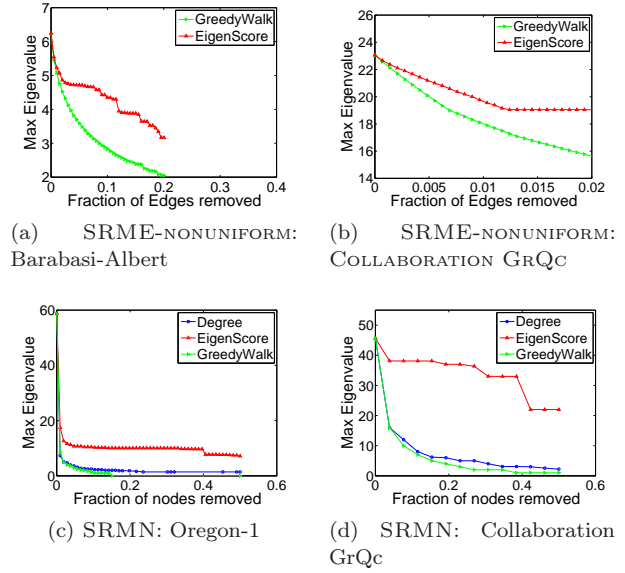 GreedyWalk
EigenScore
Max Eigenvalue
7
6
5
4
3
2
0 0.1 0.2 0.3 0.4
Fraction of Edges removed
(a) SRME-NONUNIFORM:
Barabasi-Albert
GreedyWalk
EigenScore
Max Eigenvalue
26
24
22
20
18
16
14
0 0.005 0.01 0.015 0.02
Fraction of Edges removed
(b) SRME-NONUNIFORM:
COLLABORATION GRQC
Degree
EigenScore
GreedyWalk
Max Eigenvalue
60
40
20
0
0 0.2 0.4 0.6
Fraction of nodes removed
(c) SRMN: Oregon-1
Degree
EigenScore
GreedyWalk
Max Eigenvalue
50
40
30
20
10
0
0 0.2 0.4 0.6
Fraction of nodes removed
(d) SRMN: Collaboration
GrQc